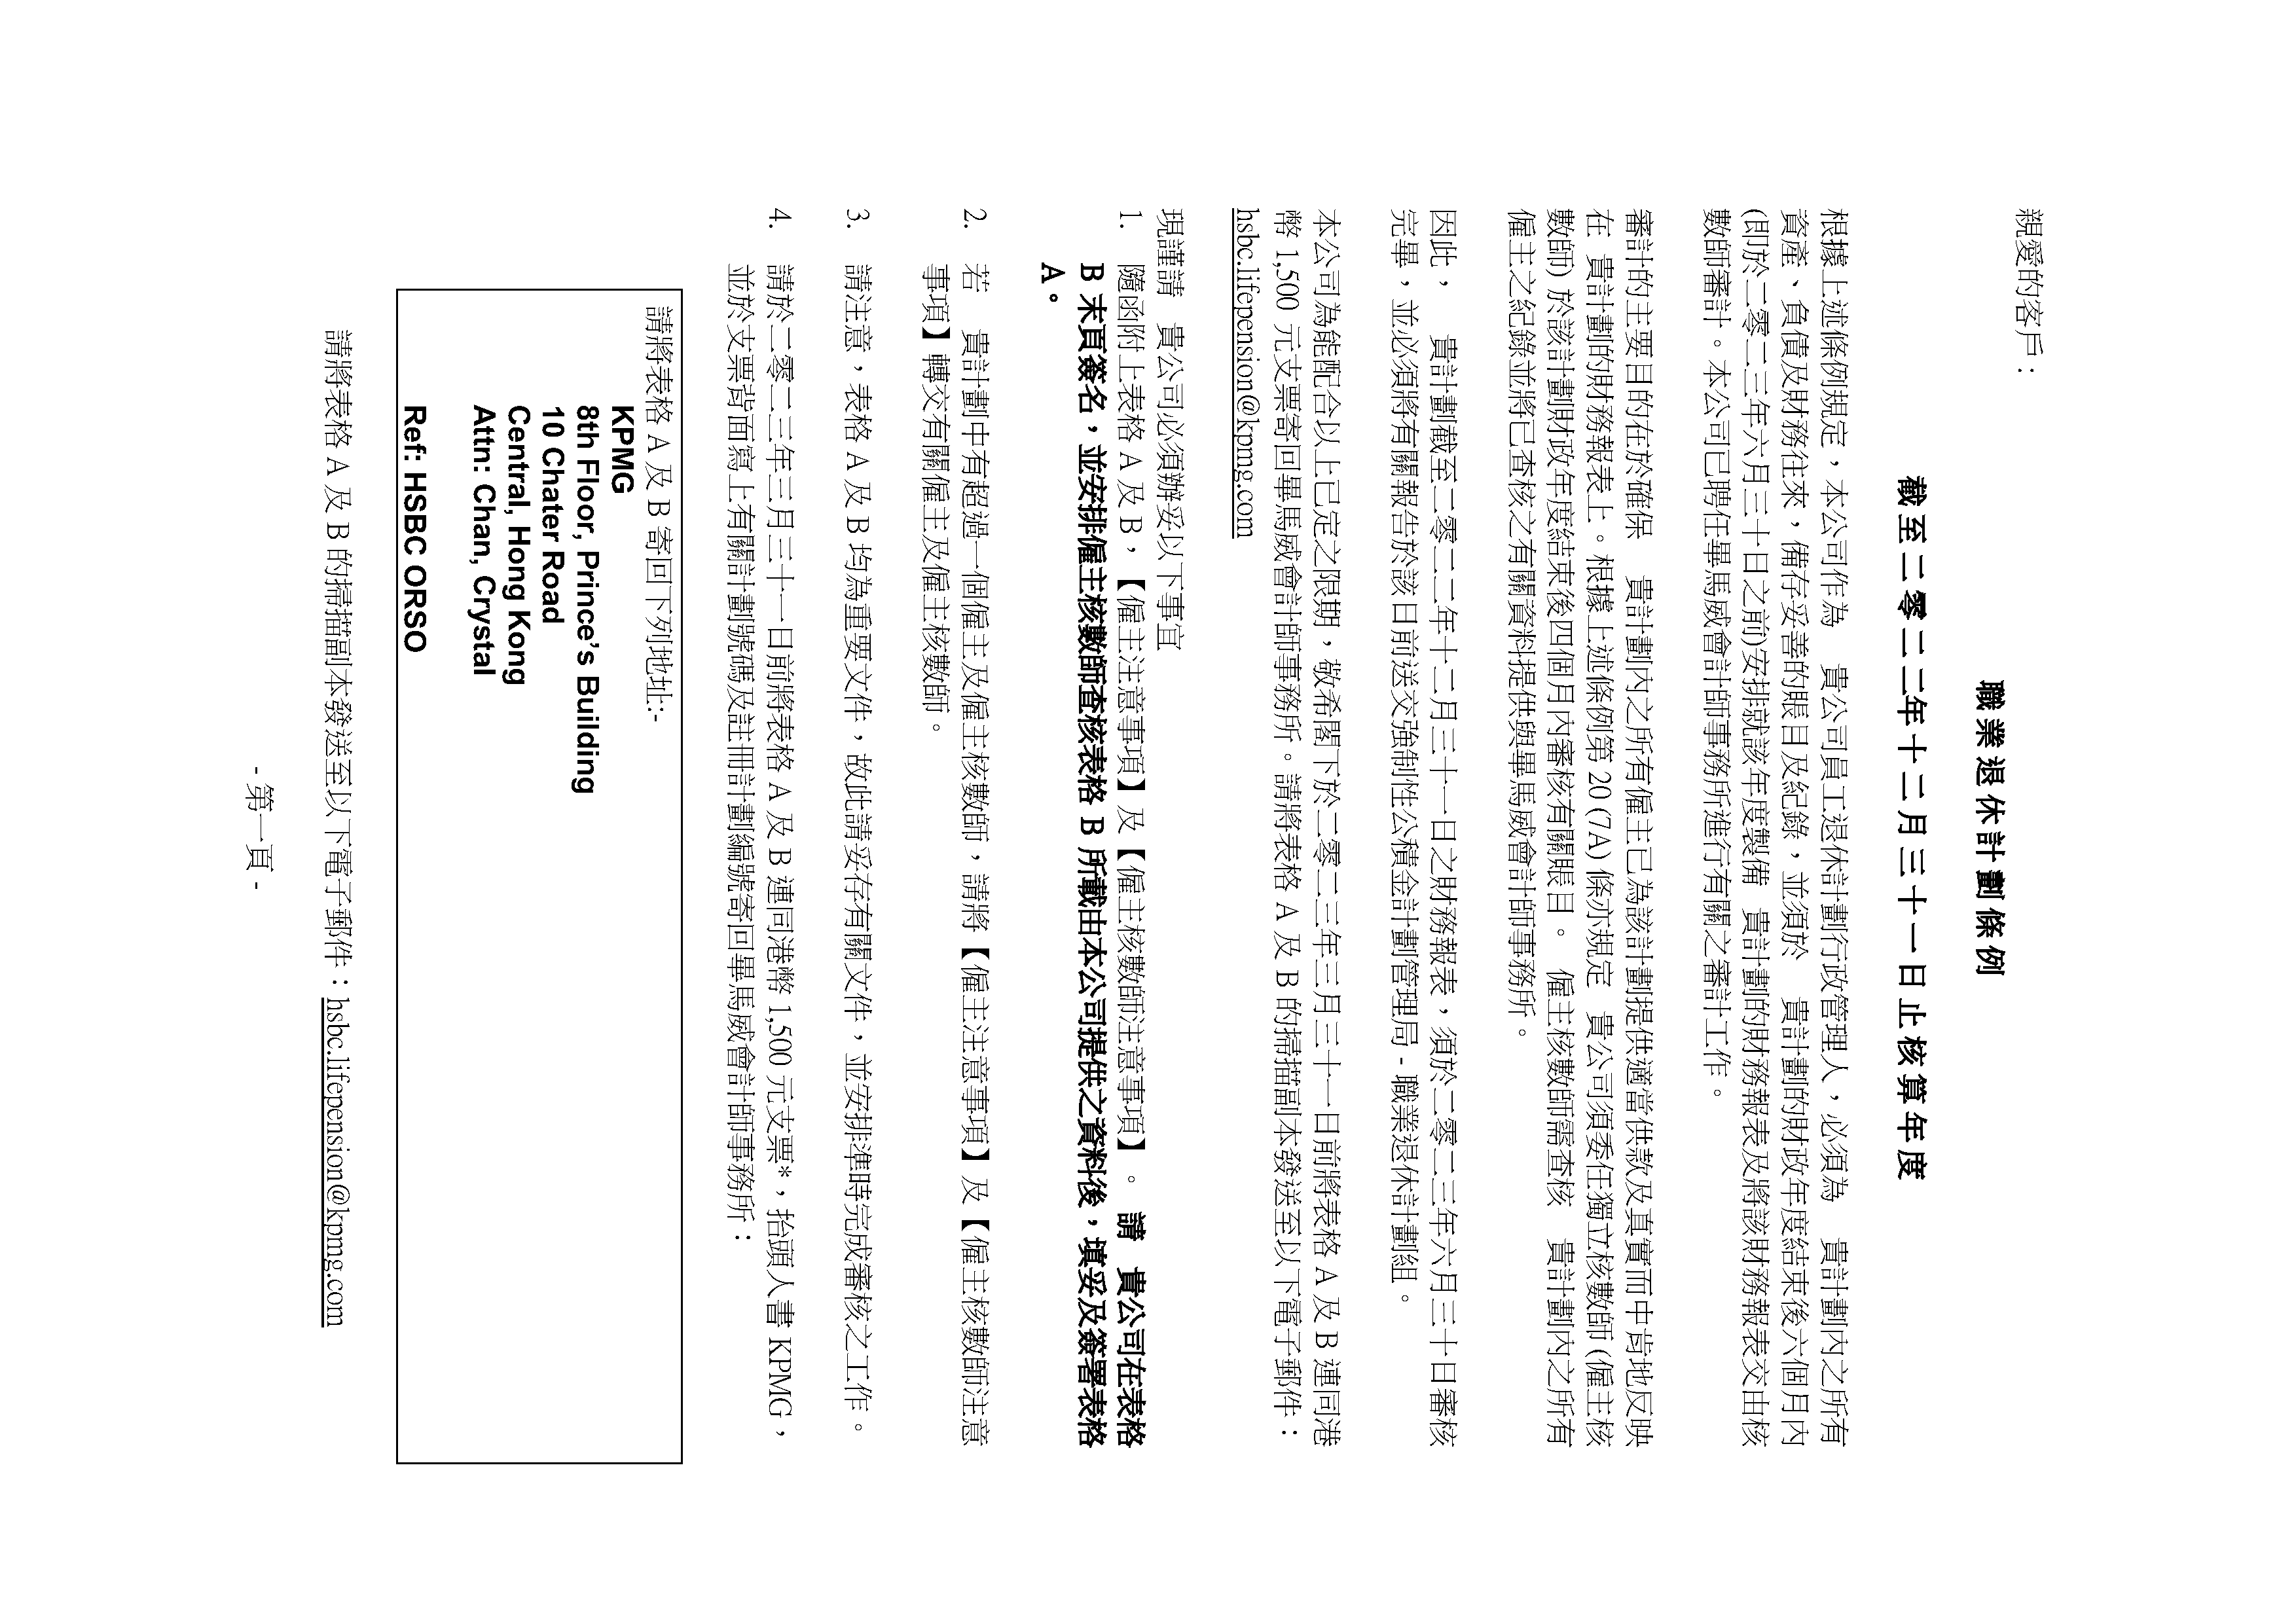 親愛的客戶：
職業退休計劃條例
截至二零二二年十二月三十一日止核算年度
根據上述條例規定，本公司作為　貴公司員工退休計劃行政管理人，必須為　貴計劃內之所有
資產、負債及財務往來，備存妥善的賬目及紀錄，並須於　貴計劃的財政年度結束後六個月內
(即於二零二三年六月三十日之前)安排就該年度製備　貴計劃的財務報表及將該財務報表交由核
數師審計。本公司已聘任畢馬威會計師事務所進行有關之審計工作。
審計的主要目的在於確保　貴計劃內之所有僱主已為該計劃提供適當供款及真實而中肯地反映
在　貴計劃的財務報表上。根據上述條例第 20 (7A) 條亦規定　貴公司須委任獨立核數師 (僱主核
數師) 於該計劃財政年度結束後四個月內審核有關賬目。 僱主核數師需查核　貴計劃內之所有
僱主之紀錄並將已查核之有關資料提供與畢馬威會計師事務所。
因此，　貴計劃截至二零二二年十二月三十一日之財務報表，須於二零二三年六月三十日審核
完畢，並必須將有關報告於該日前送交強制性公積金計劃管理局 - 職業退休計劃組。
本公司為能配合以上已定之限期，敬希閣下於二零二三年三月三十一日前將表格 A 及 B 連同港
幣 1,500 元支票寄回畢馬威會計師事務所。請將表格 A 及 B 的掃描副本發送至以下電子郵件：
hsbc.lifepension@kpmg.com
現謹請　貴公司必須辦妥以下事宜
1. 隨函附上表格 A 及 B，【僱主注意事項】及【僱主核數師注意事項】。請　貴公司在表格
B 末頁簽名，並安排僱主核數師查核表格 B 所載由本公司提供之資料後，填妥及簽署表格
A。
2. 若　貴計劃中有超過一個僱主及僱主核數師，請將【僱主注意事項】及【僱主核數師注意
事項】轉交有關僱主及僱主核數師。
3. 請注意，表格 A 及 B 均為重要文件，故此請妥存有關文件，並安排準時完成審核之工作。
4. 請於二零二三年三月三十一日前將表格 A 及 B 連同港幣 1,500 元支票*，抬頭人書 KPMG，
並於支票背面寫上有關計劃號碼及註冊計劃編號寄回畢馬威會計師事務所：
請將表格 A 及 B 寄回下列地址:-
KPMG
8th Floor, Prince’s Building
10 Chater Road
Central, Hong Kong
Attn: Chan, Crystal
Ref: HSBC ORSO
請將表格 A 及 B 的掃描副本發送至以下電子郵件：hsbc.lifepension@kpmg.com
- 第一頁 -